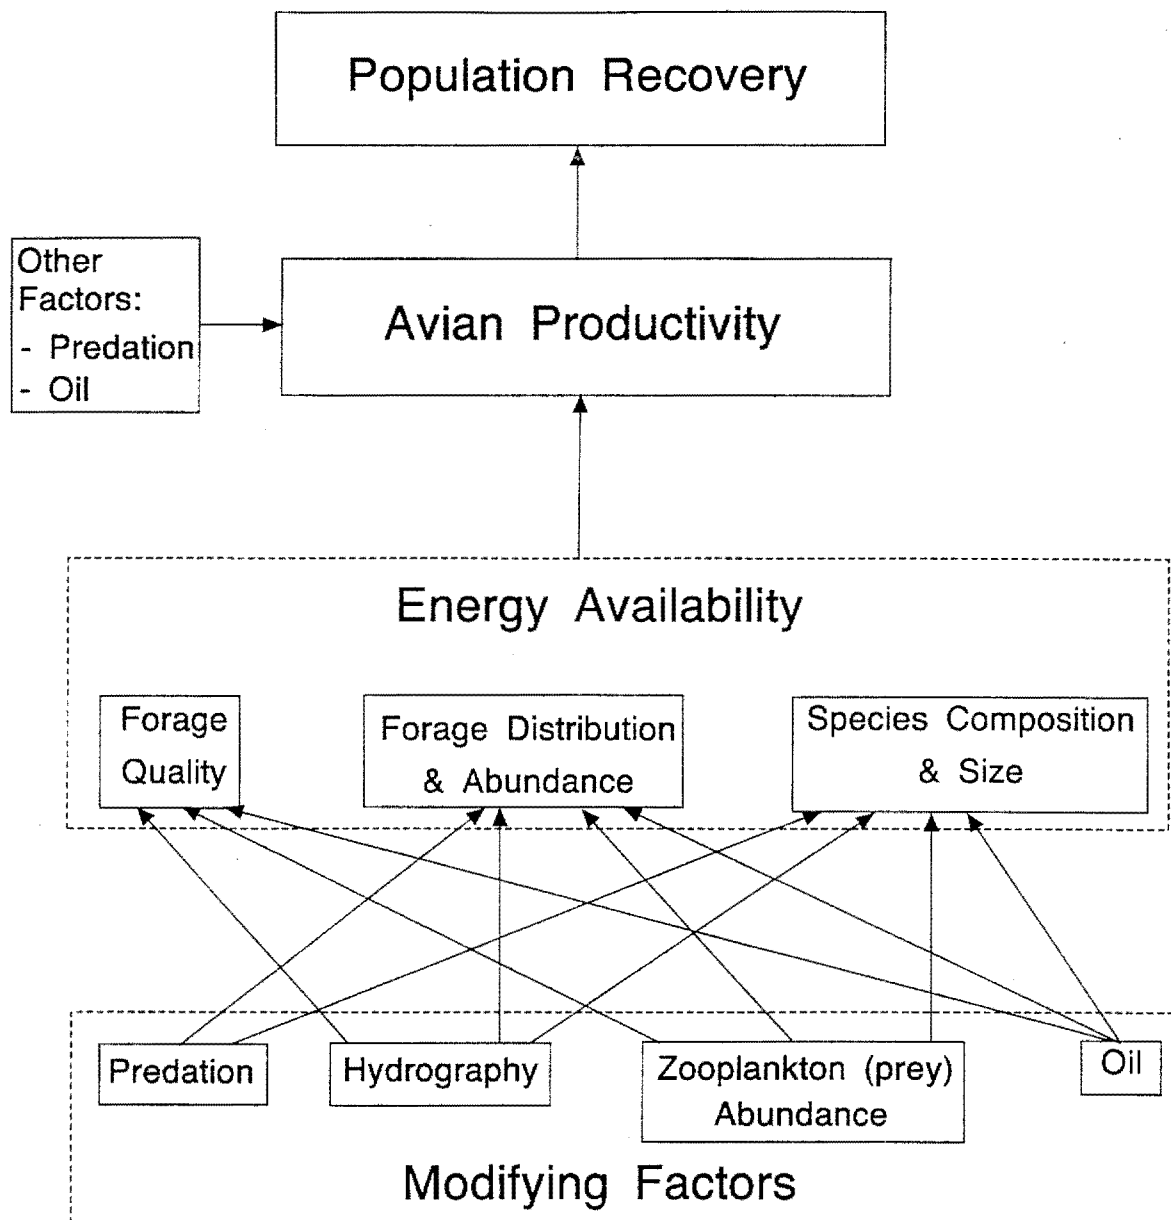 Population Recovery
Other
Factors:
- Predation
- Oil
Avian Productivity
Energy Availability
Forage
Quality
Forage Distribution
& Abundance
Species Composition
& Size
Predation
Hydrography
Zooplankton (prey)
Abundance
Oil
Modifying Factors